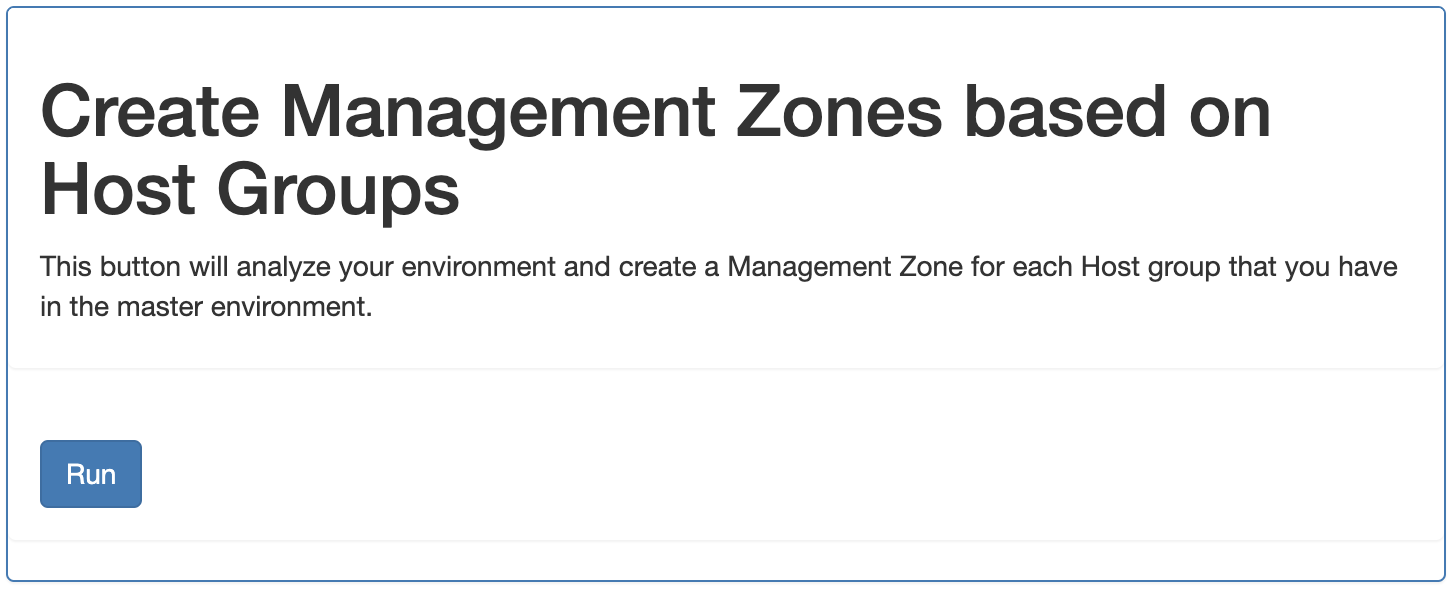 Create Management Zones based on
Host Groups
This button will analyze your environment and create a Management Zone for each Host group that you have
in the master environment.
Run